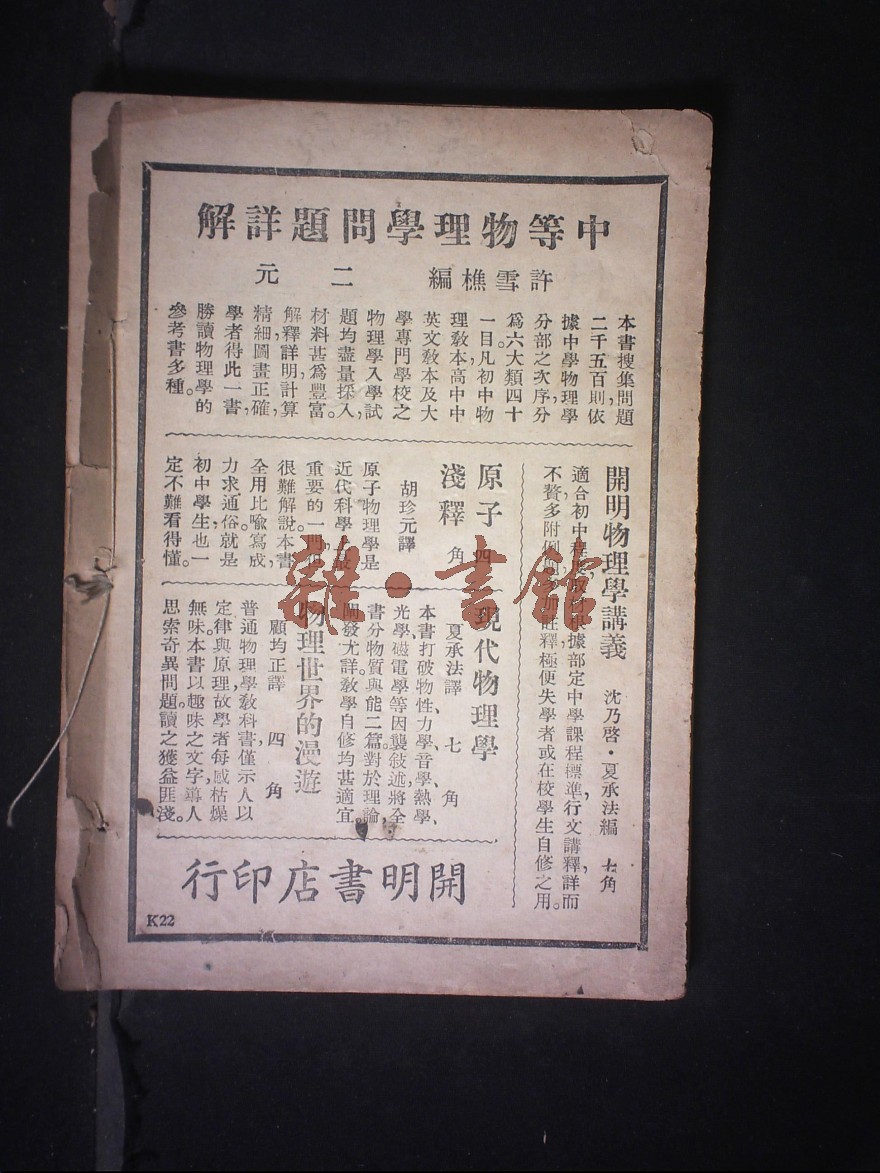 中等物理學問題詳解
許雪樵編 二元
本書搜集問題
二千五百則,依
據中學物理學
分部之次序,分
爲六大類四十
一目。凡初中物
理教本高中中
英文教本及大
學專門學校之
物理學入學試
題均盡量採入,
材料甚爲豐富。
解釋詳明,計算
精細,圖畫正確,
學者得此一書,
勝讀物理學的
參考書多種。
開明物理學講義 沈乃啓・夏承法編 七角
適合初中程度,取材根據部定中學課程標準,行文講釋,詳而
不贅,多附例註釋,極便失學者或在校學生自修之用。
原子
淺釋 四角
胡珍元譯
原子物理學是
近代科學上最
重要的一門,但
很難解說。本書
全用比喩寫成,
力求通俗。就是
初中學生,也一
定不難看得懂。
現代物理學
夏承法譯 七角
本書打破物性、力學、音學、熱學、
光學、磁電學等因襲敍述,將全
書分物質與能二篇。對於理論,
闡發尤詳,教學自修,均甚適宜。
物理世界的漫遊
顧均正譯 四角
普通物理學教科書,僅示人以
定律與原理,故學者每感枯燥
無味。本書以趣味之文字,導人
思索奇異問題。讀之獲益匪淺。
開明書店印行
K22
雜・書館